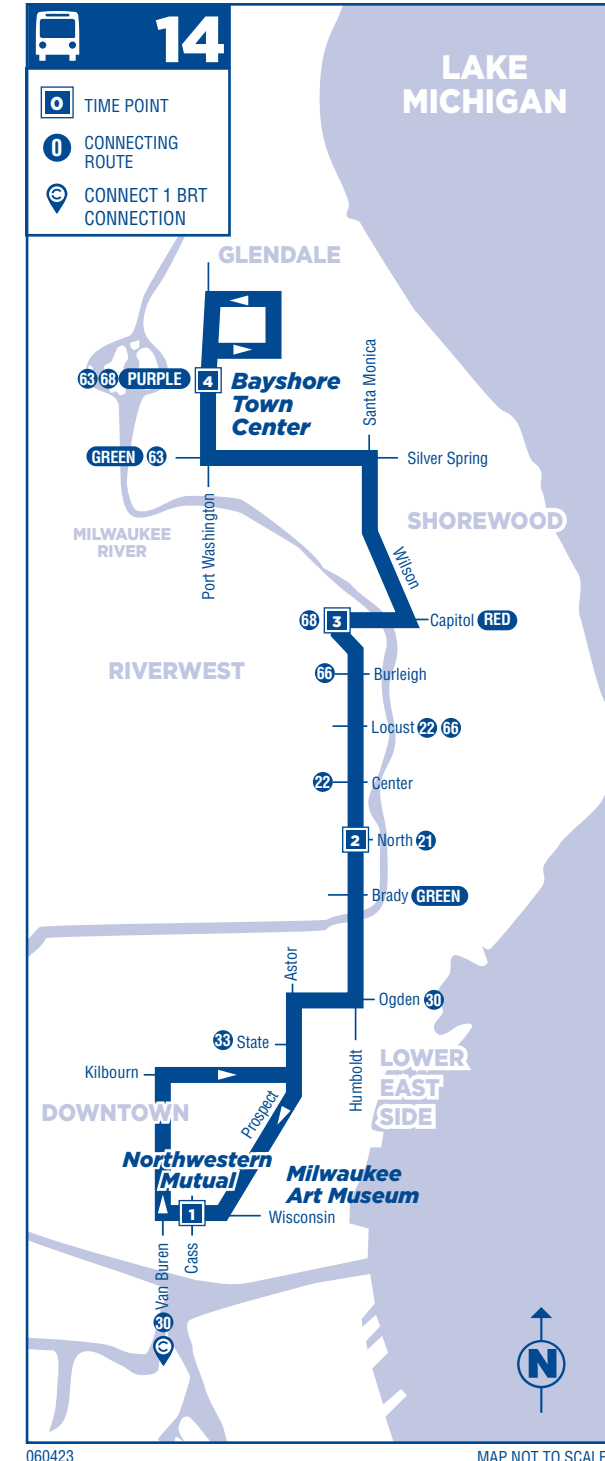 14
LAKE
MICHIGAN
0 TIME POINT
0 CONNECTING
ROUTE
C CONNECT 1 BRT
CONNECTION
GLENDALE
63 68 PURPLE
4
Bayshore
Town
Center
Santa Monica
GREEN 63
Silver Spring
Port Washington
MILWAUKEE
RIVER
SHOREWOOD
Wilson
68 3
Capitol RED
RIVERWEST
66
Burleigh
Locust 22 66
22
Center
2
North 21
Brady GREEN
Astor
Ogden 30
33 State
Humboldt
LOWER
EAST
SIDE
Kilbourn
DOWNTOWN
Prospect
Northwestern
Mutual
Milwaukee
Art Museum
1
Wisconsin
Cass
Van Buren
30
C
N
060423
MAP NOT TO SCALE